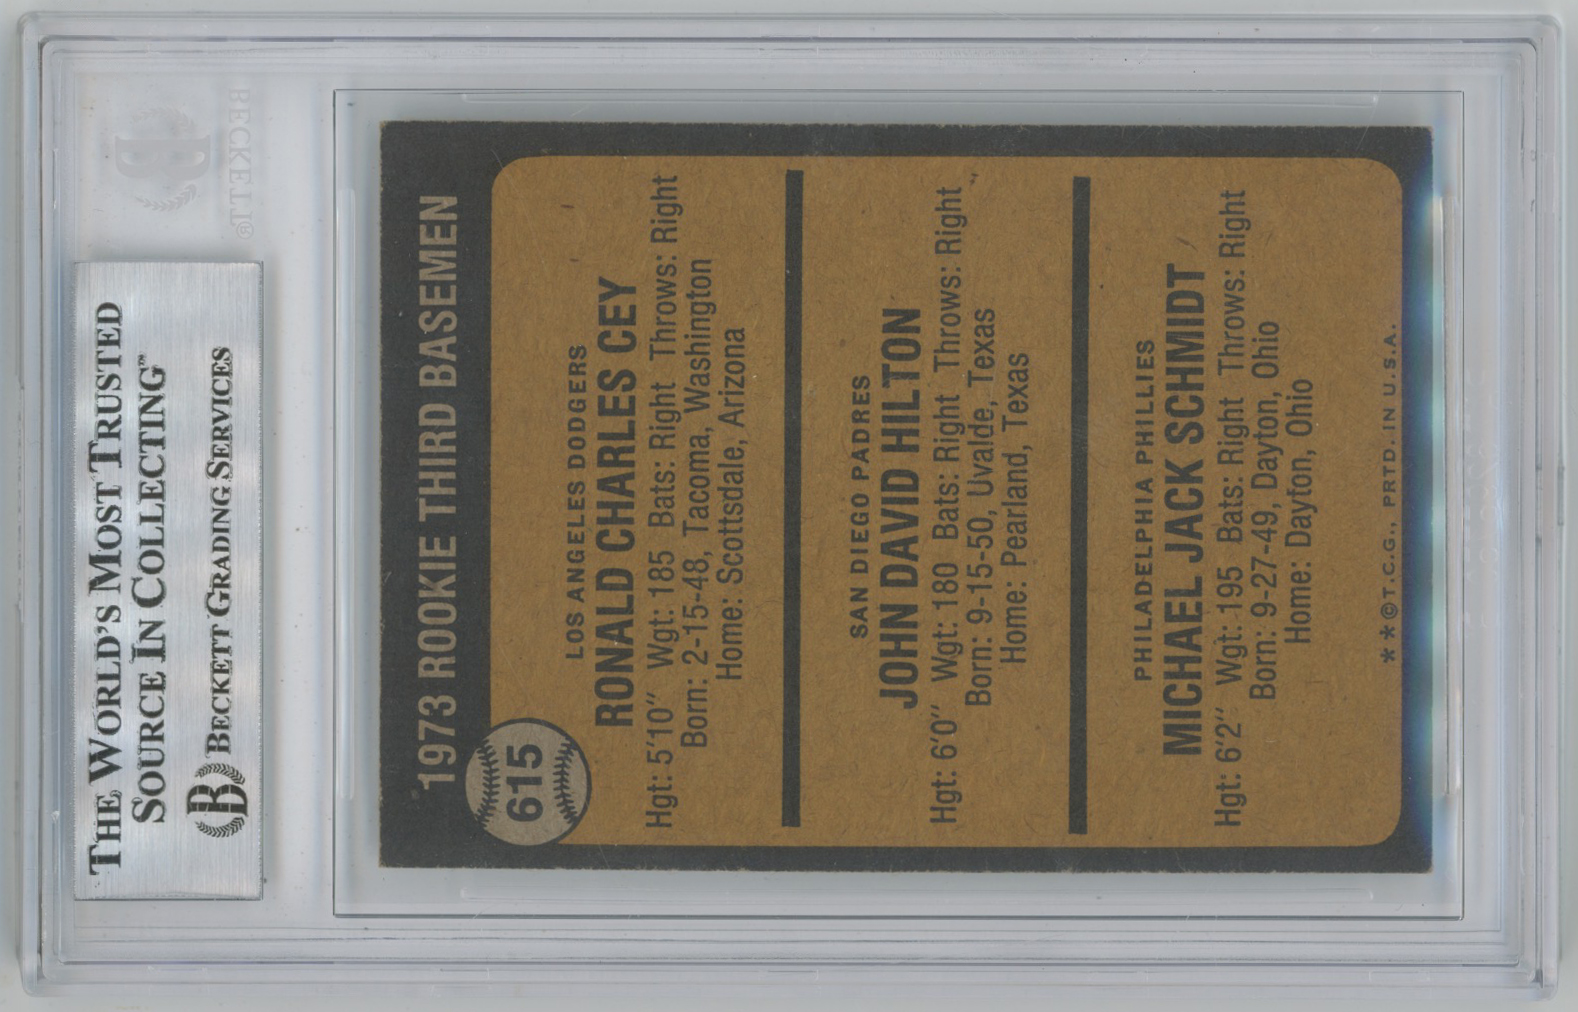 THE WORLD'S MOST TRUSTED
SOURCE IN COLLECTING™
BECKETT GRADING SERVICES
BECKETT®
1973 ROOKIE THIRD BASEMEN
615
LOS ANGELES DODGERS
RONALD CHARLES CEY
Hgt: 5'10" Wgt: 185 Bats: Right Throws: Right
Born: 2-15-48, Tacoma, Washington
Home: Scottsdale, Arizona
SAN DIEGO PADRES
JOHN DAVID HILTON
Hgt: 6'0" Wgt: 180 Bats: Right Throws: Right
Born: 9-15-50, Uvalde, Texas
Home: Pearland, Texas
PHILADELPHIA PHILLIES
MICHAEL JACK SCHMIDT
Hgt: 6'2" Wgt: 195 Bats: Right Throws: Right
Born: 9-27-49, Dayton, Ohio
Home: Dayton, Ohio
**©T.C.G., PRTD. IN U.S.A.